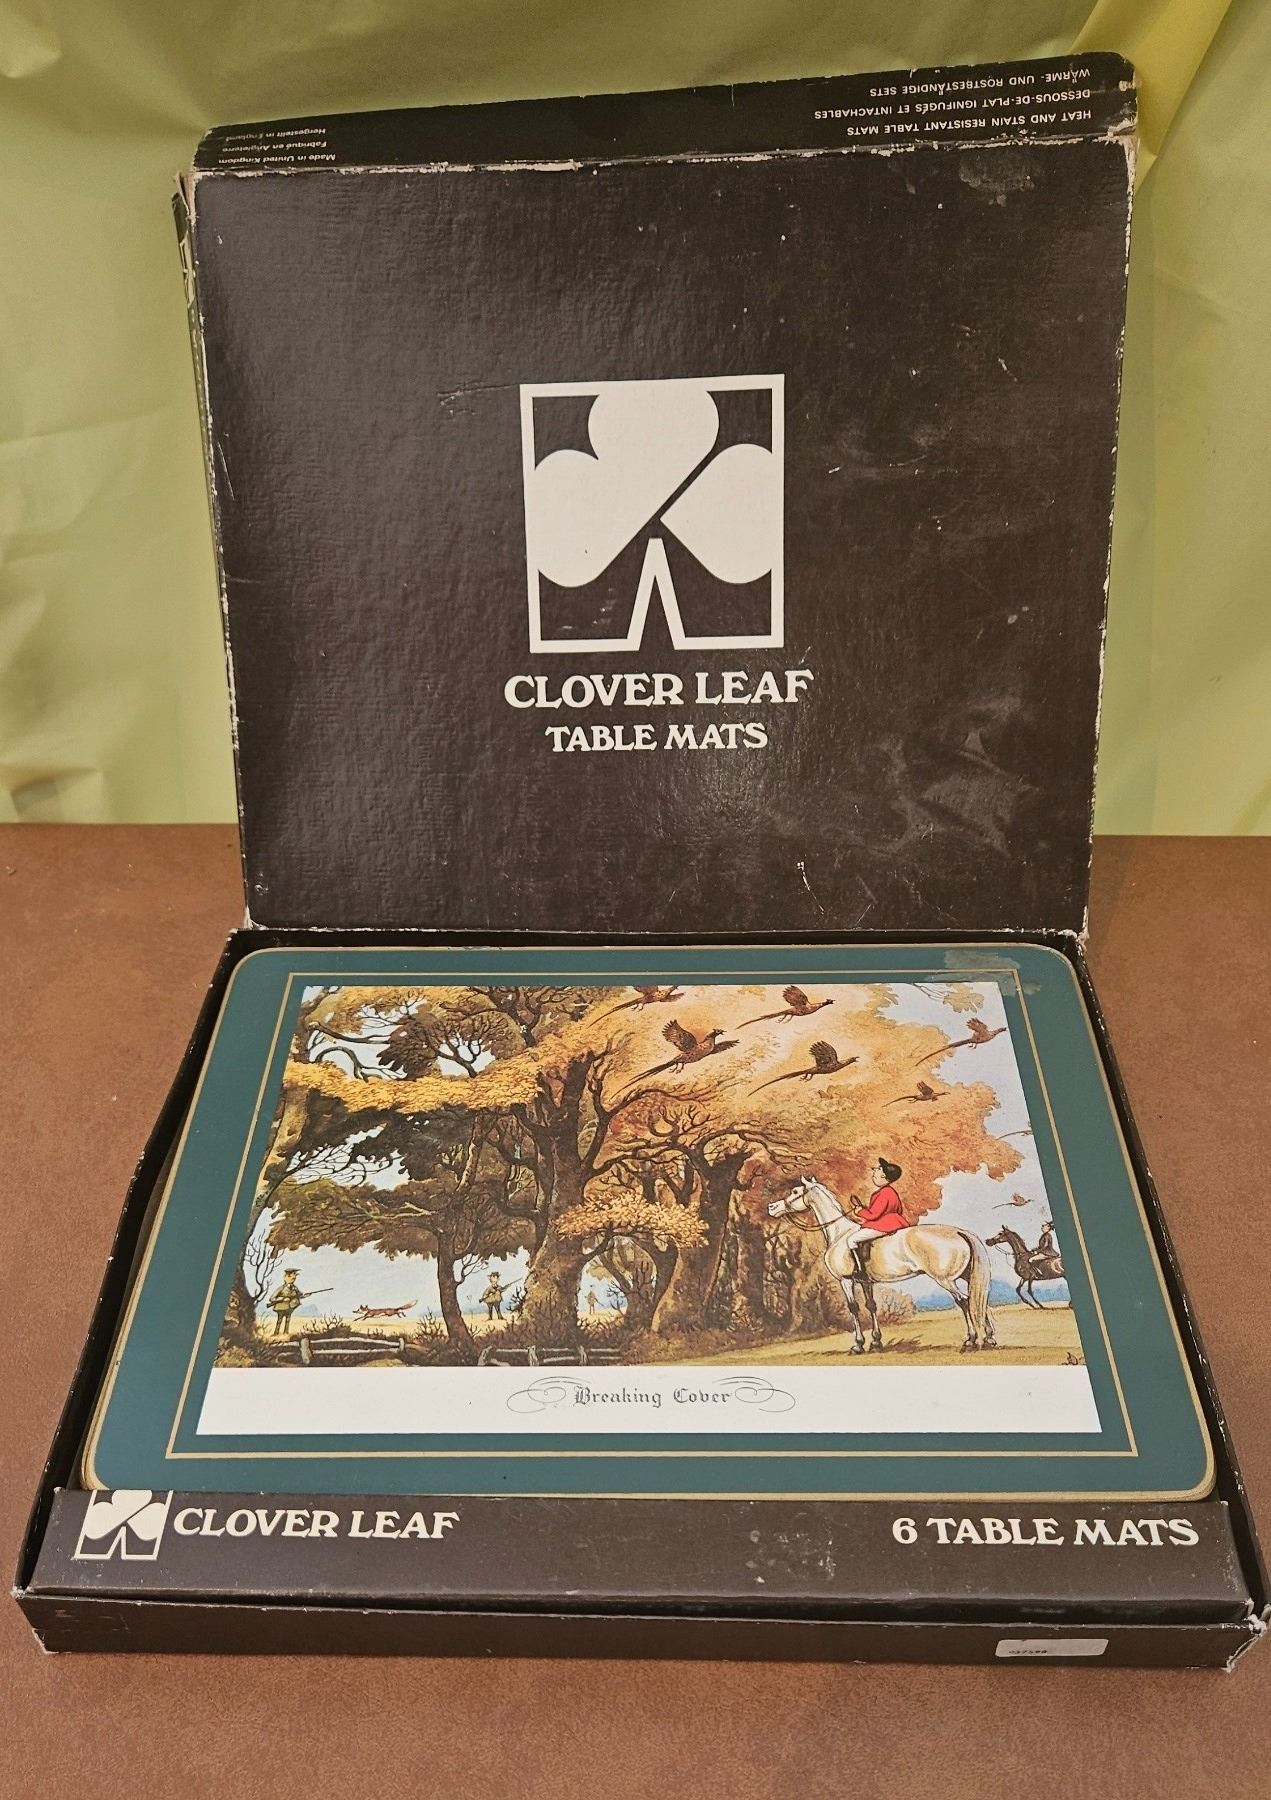 HEAT AND STAIN RESISTANT TABLE MATS
DESSOUS-DE-PLAT IGNIFUGÉS ET INTACHABLES
WÄRME- UND ROSTBESTÄNDIGE SETS
Made in United Kingdom
Fabriqué en Angleterre
Hergestellt in England
CLOVER LEAF
TABLE MATS
Breaking Cover
CLOVER LEAF
6 TABLE MATS